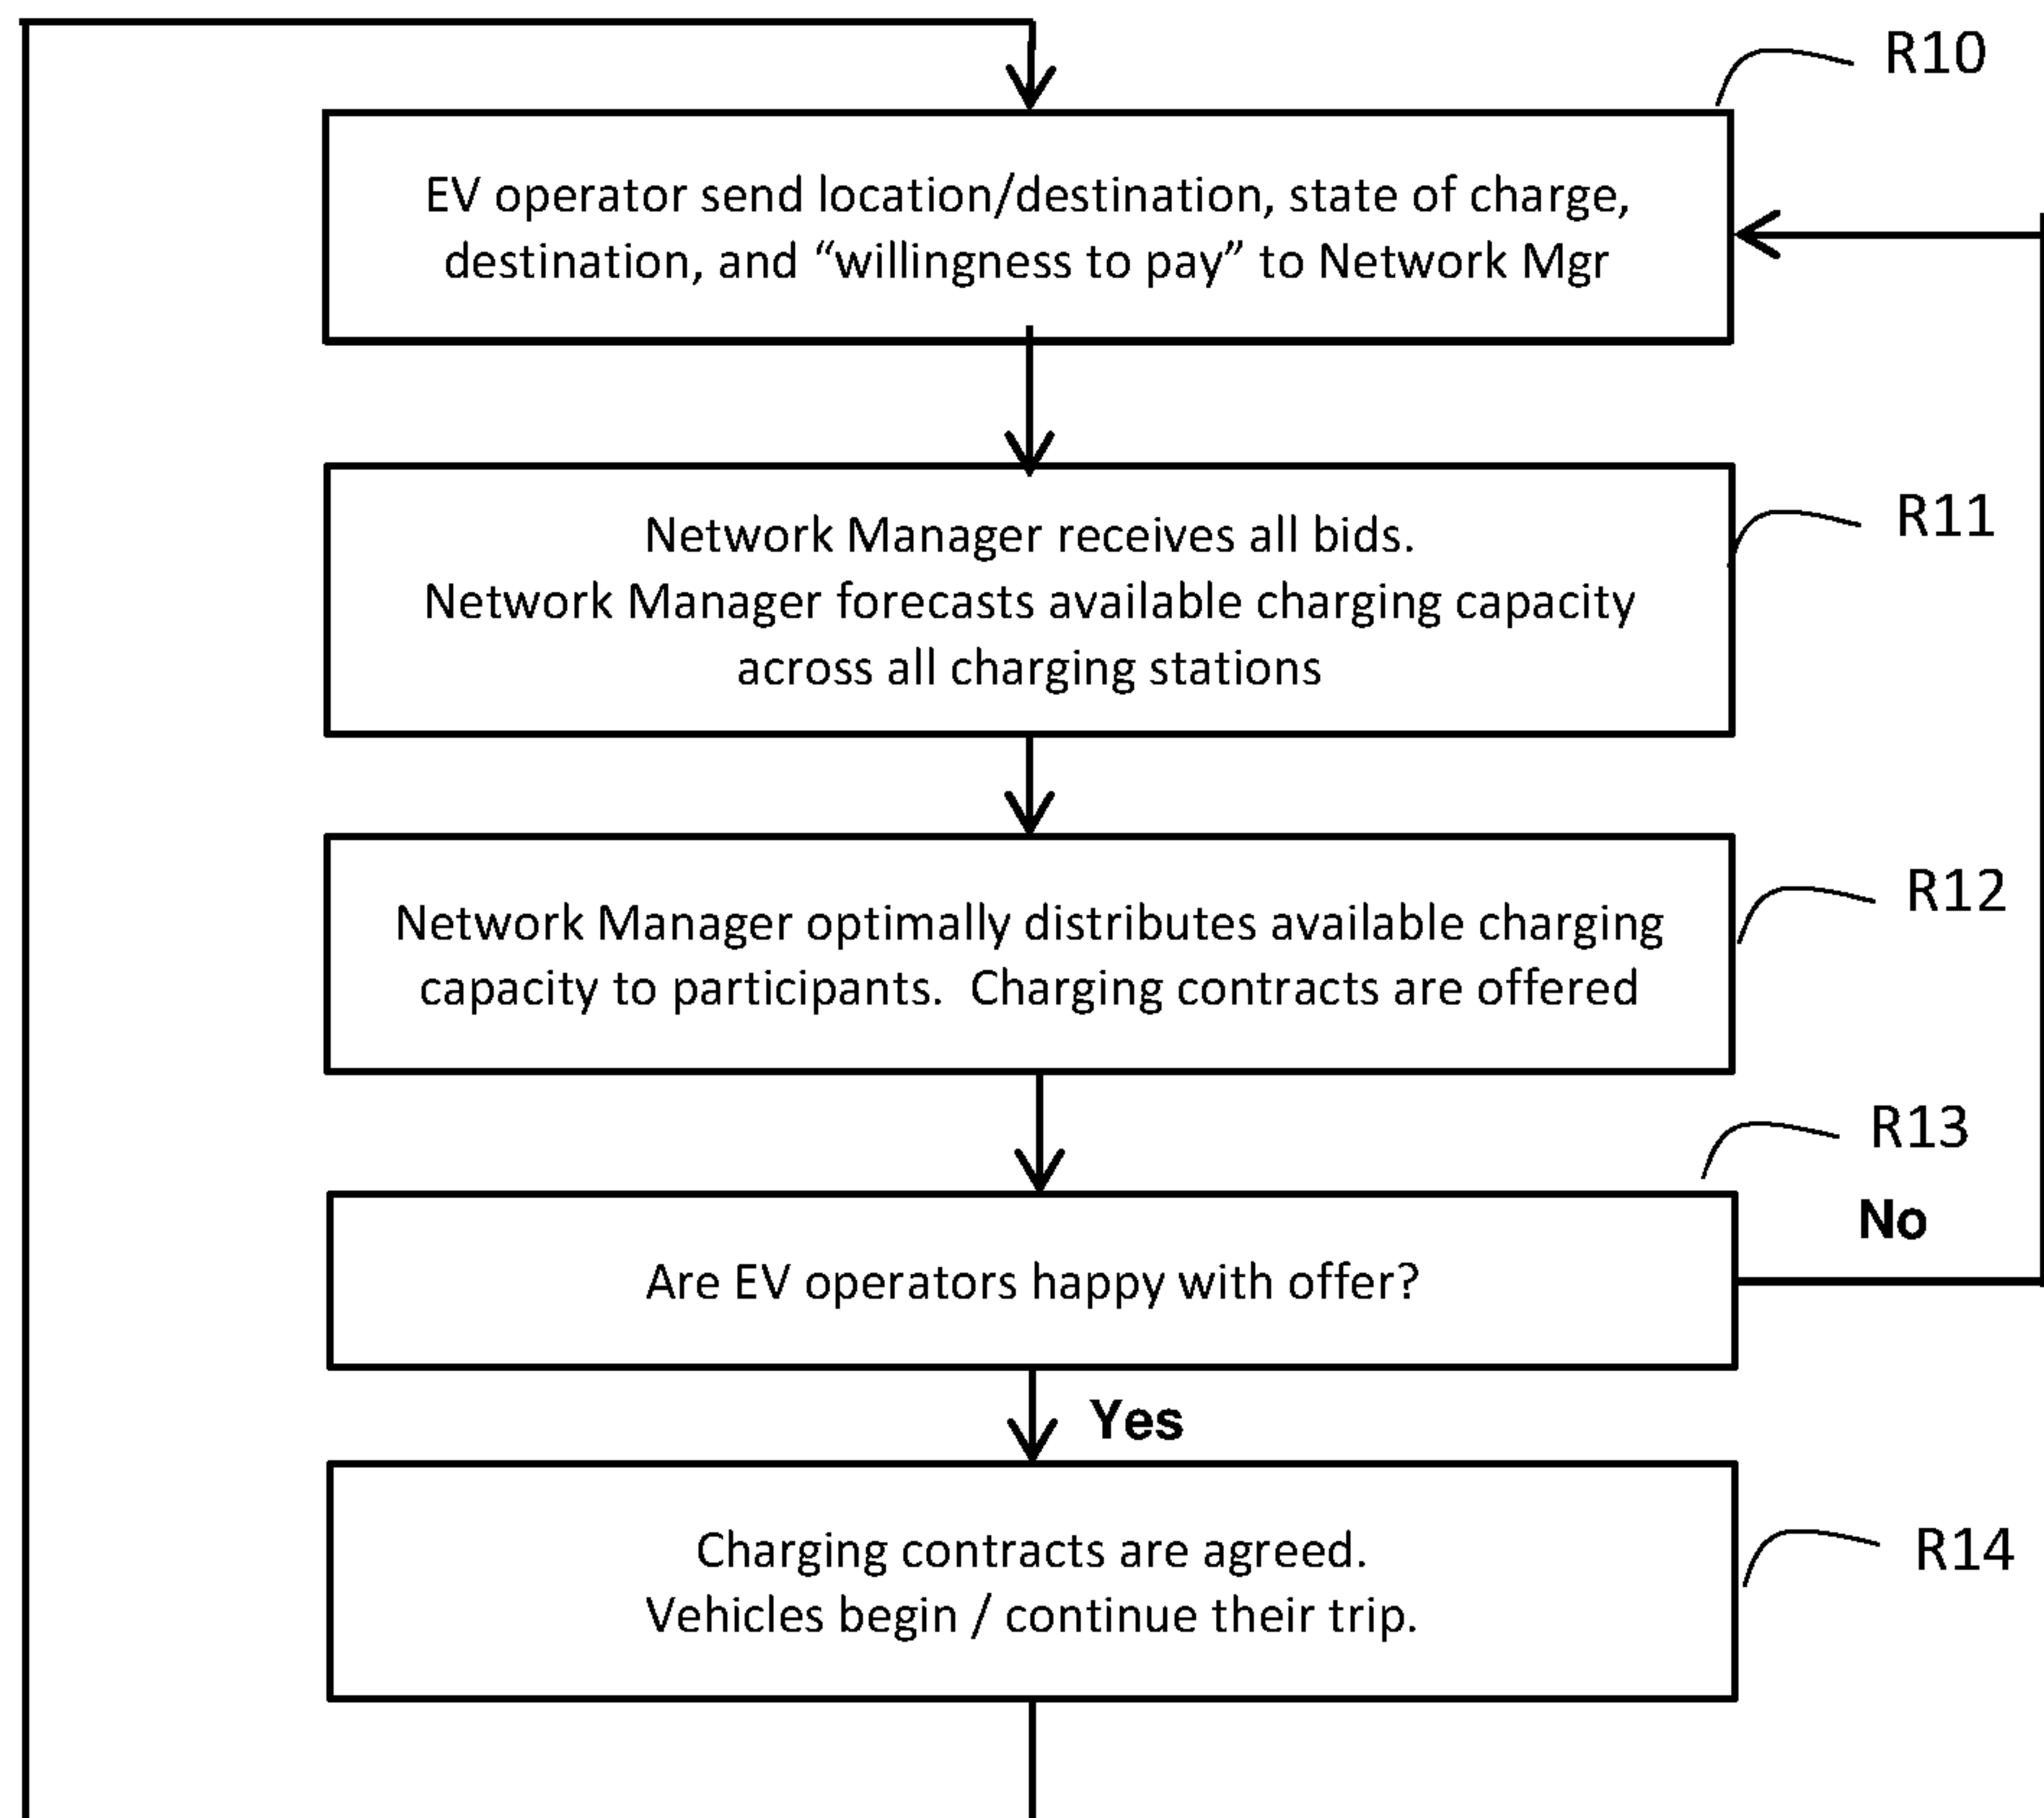 R10
EV operator send location/destination, state of charge,
destination, and “willingness to pay” to Network Mgr
R11
Network Manager receives all bids.
Network Manager forecasts available charging capacity
across all charging stations
R12
Network Manager optimally distributes available charging
capacity to participants.  Charging contracts are offered
R13
No
Are EV operators happy with offer?
Yes
Charging contracts are agreed.
R14
Vehicles begin / continue their trip.